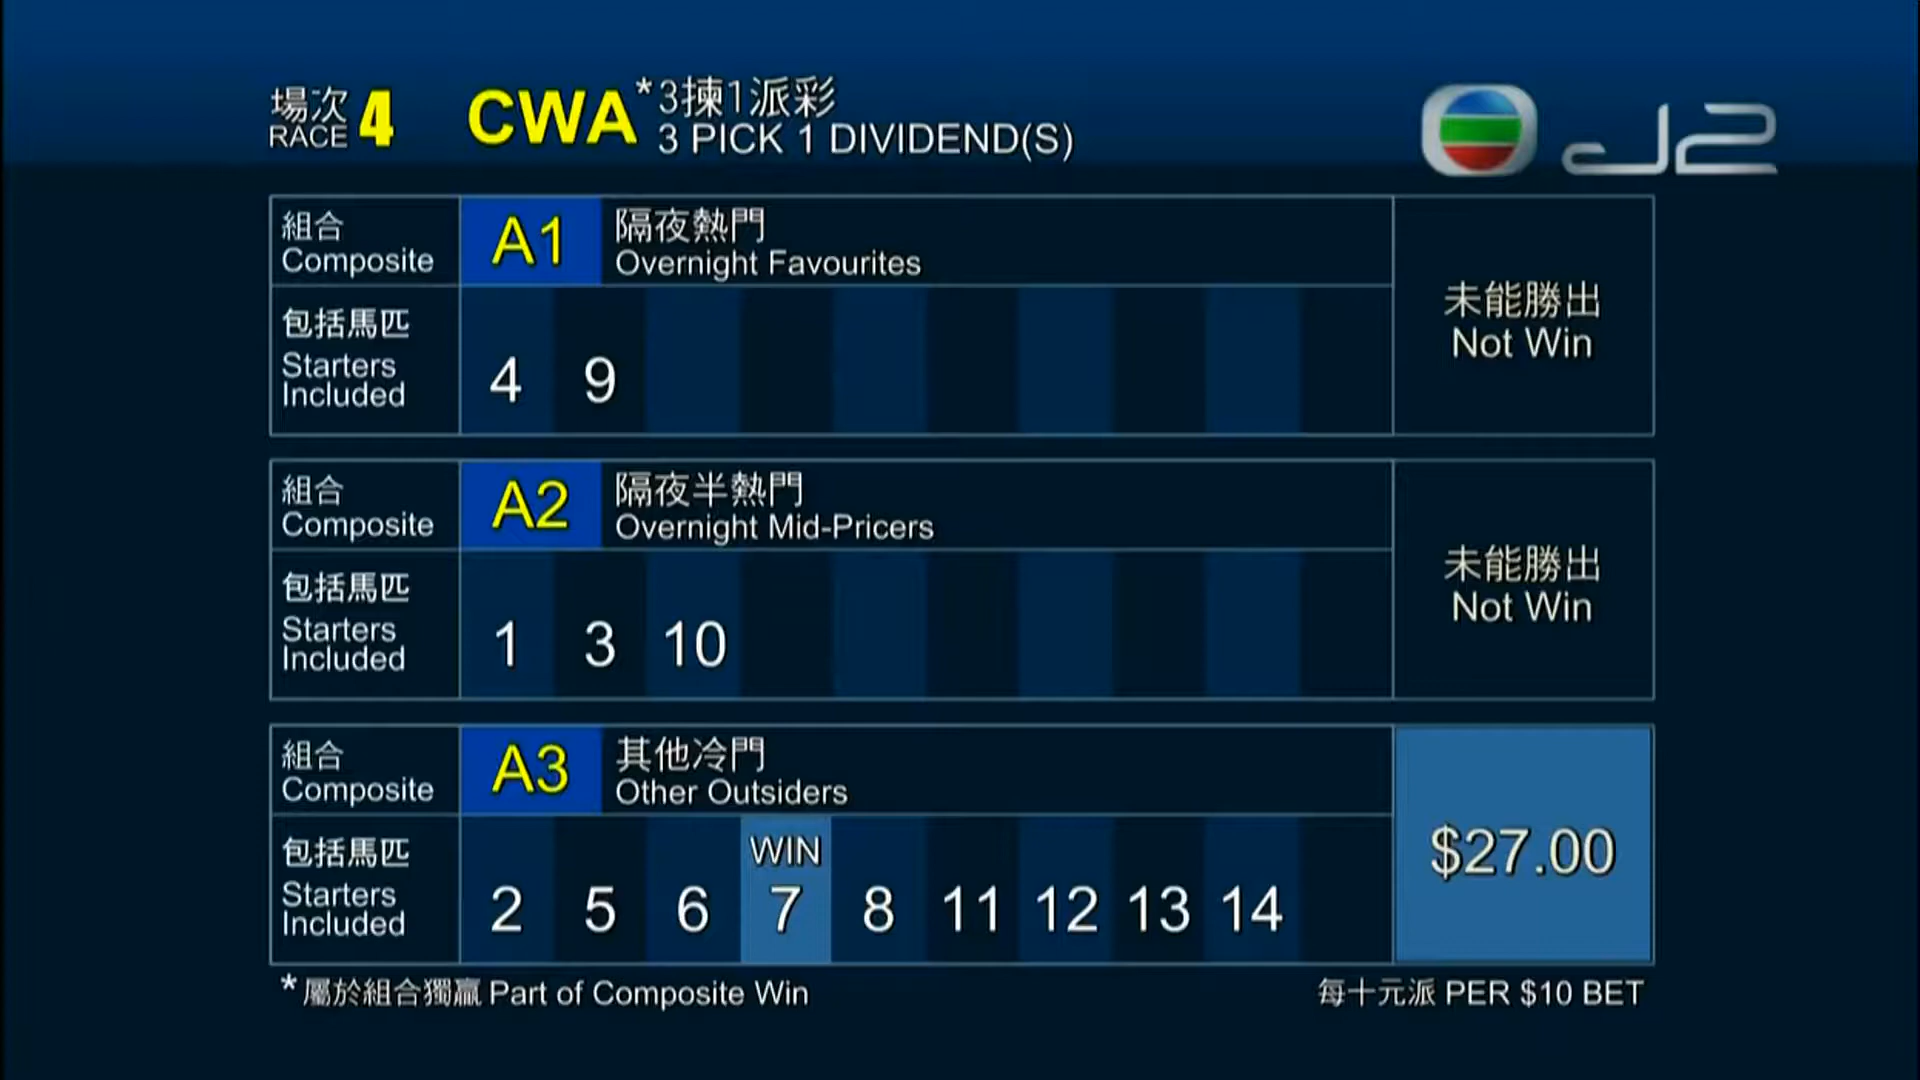 場次 RACE 4 CWA *3揀1派彩
3 PICK 1 DIVIDEND(S)
J2
組合 Composite A1 隔夜熱門
Overnight Favourites
包括馬匹
Starters Included 4 9
未能勝出
Not Win
組合 Composite A2 隔夜半熱門
Overnight Mid-Pricers
包括馬匹
Starters Included 1 3 10
未能勝出
Not Win
組合 Composite A3 其他冷門
Other Outsiders
包括馬匹
WIN
Starters Included 2 5 6 7 8 11 12 13 14
$27.00
*屬於組合獨贏 Part of Composite Win
每十元派 PER $10 BET